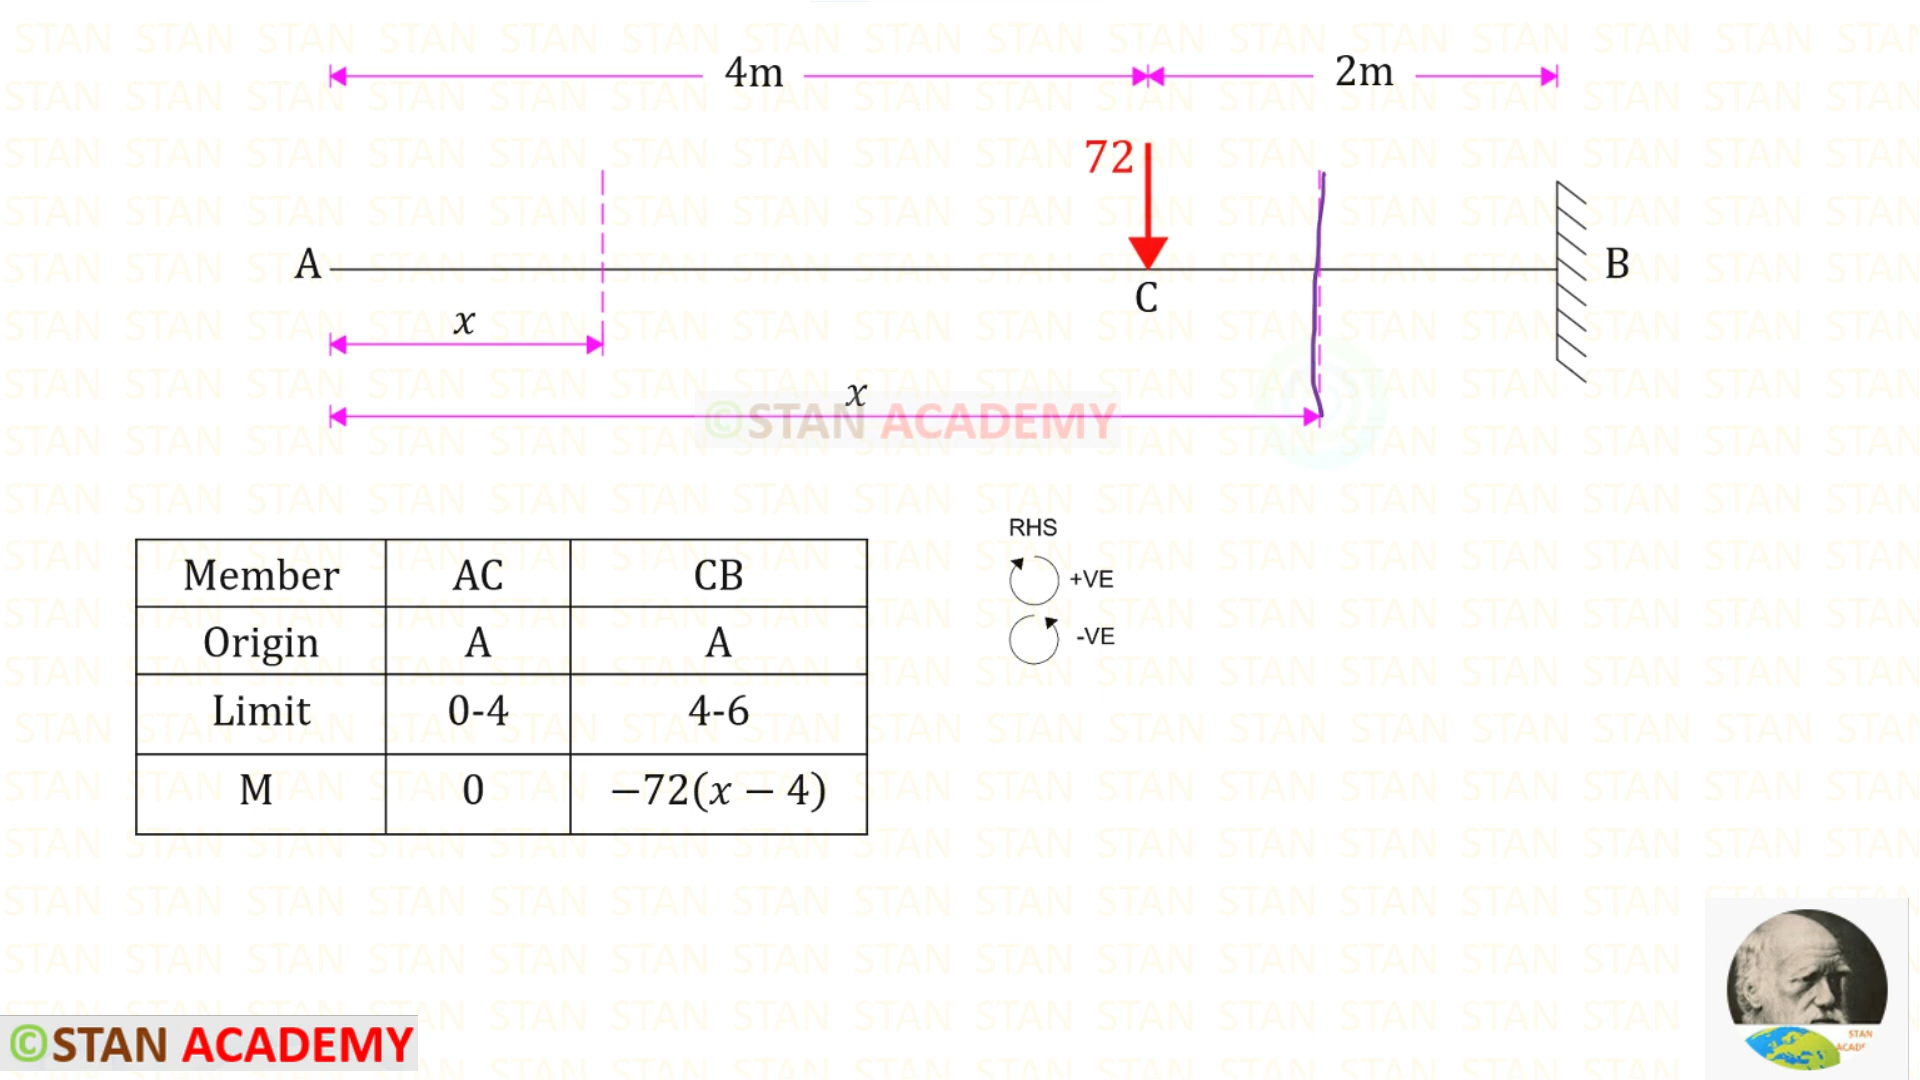 4m 2m
72
A C B
x
x
©STAN ACADEMY
RHS
+VE
-VE
Member AC CB
Origin A A
Limit 0-4 4-6
M 0 −72(x − 4)
©STAN ACADEMY
STAN